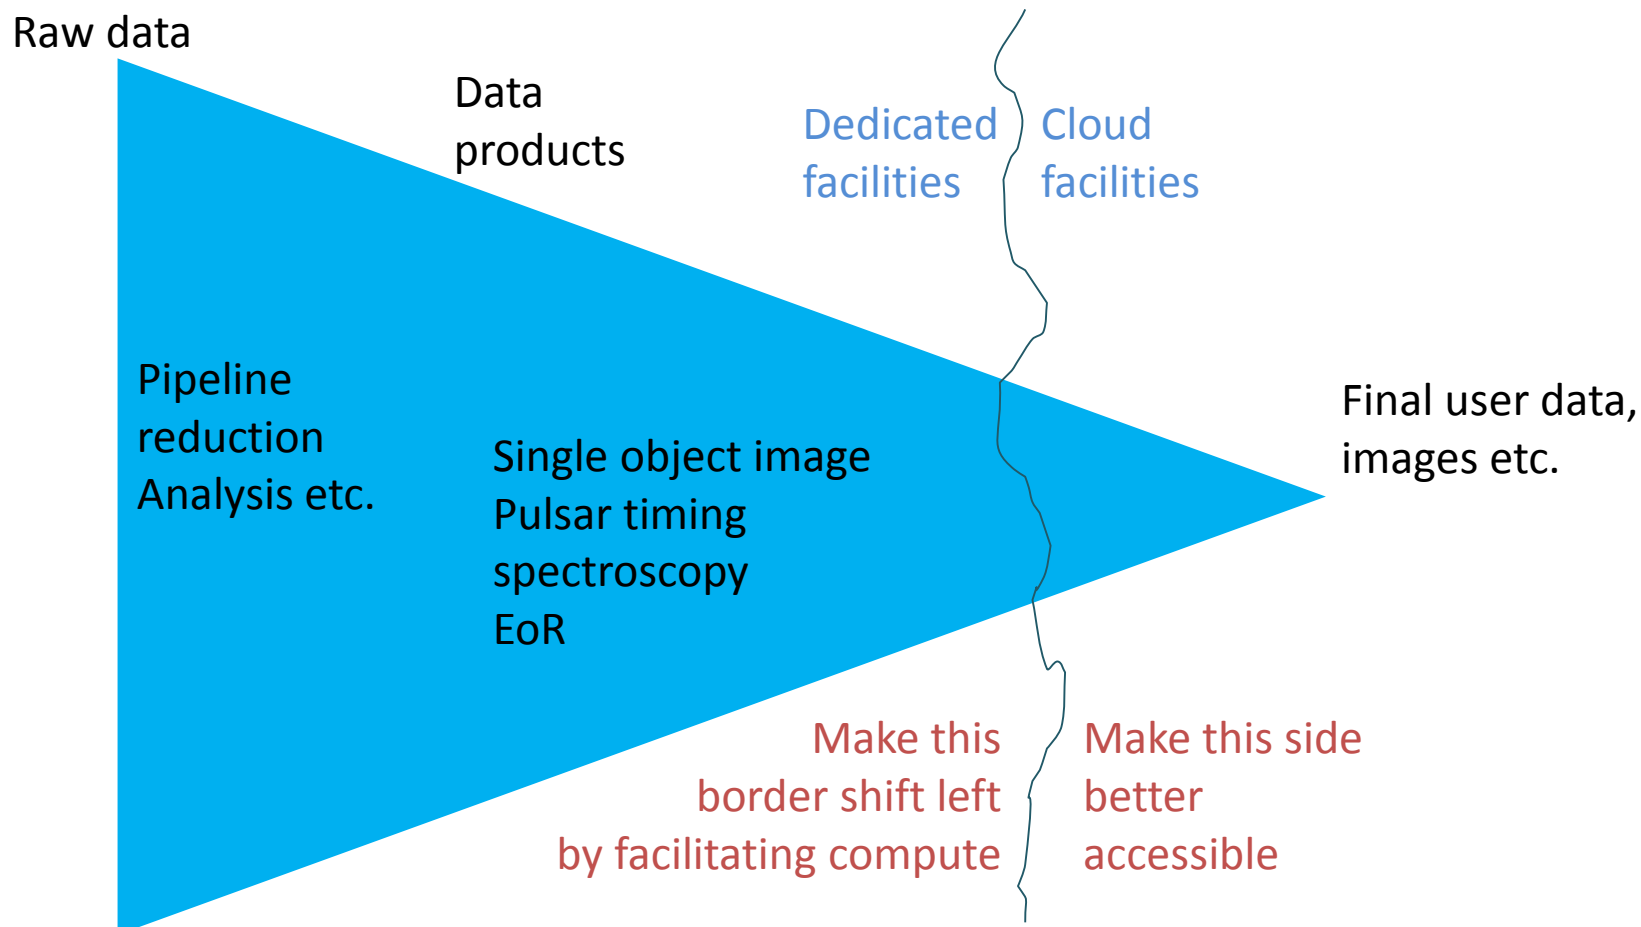 Raw data
Data
products
Dedicated
facilities
Cloud
facilities
Pipeline
reduction
Analysis etc.
Single object image
Pulsar timing
spectroscopy
EoR
Final user data,
images etc.
Make this
border shift left
by facilitating compute
Make this side
better
accessible